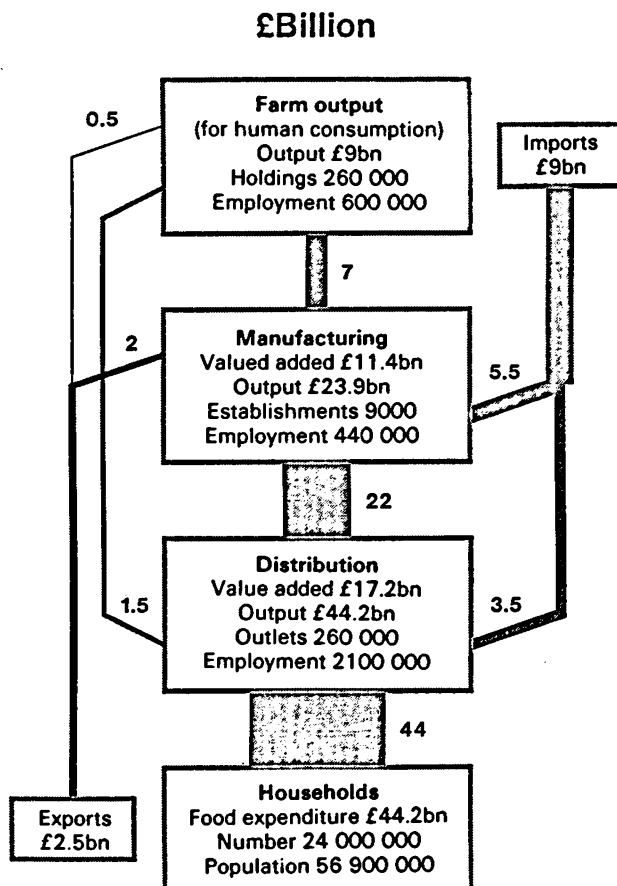 £Billion
0.5
Farm output
(for human consumption)
Output £9bn
Holdings 260 000
Employment 600 000
Imports
£9bn
7
2
Manufacturing
Valued added £11.4bn
Output £23.9bn
Establishments 9000
Employment 440 000
5.5
22
1.5
Distribution
Value added £17.2bn
Output £44.2bn
Outlets 260 000
Employment 2100 000
3.5
44
Exports
£2.5bn
Households
Food expenditure £44.2bn
Number 24 000 000
Population 56 900 000